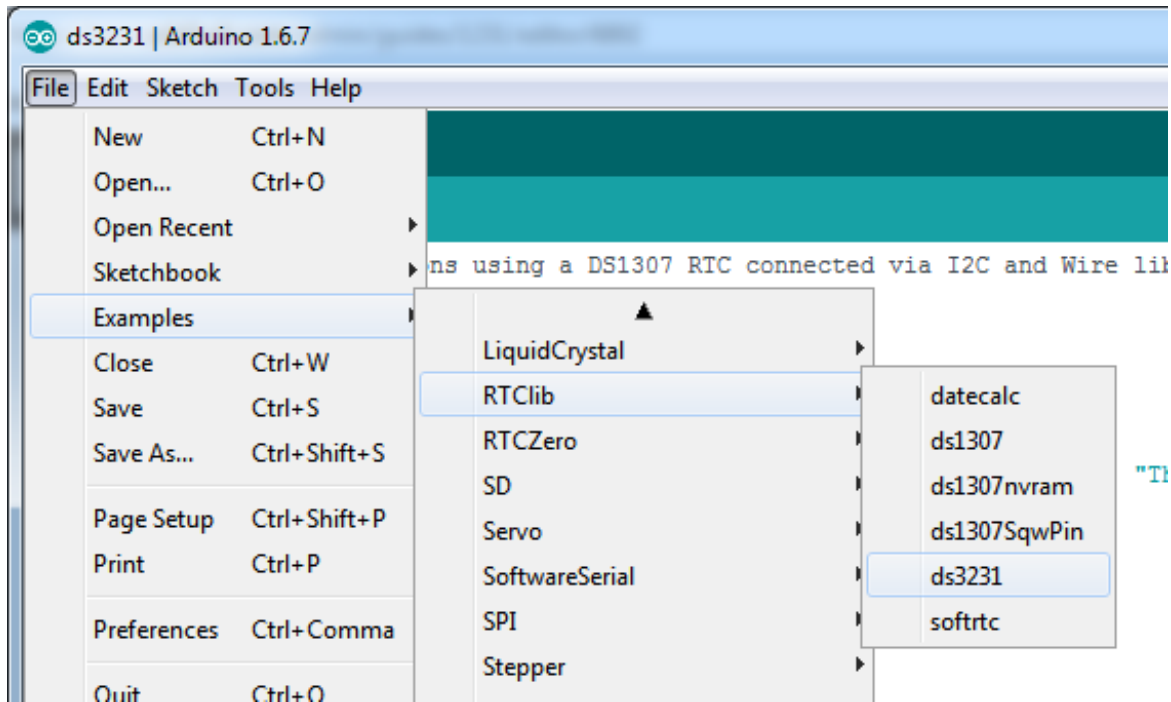 ds3231 | Arduino 1.6.7
File Edit Sketch Tools Help
New Ctrl+N
Open... Ctrl+O
Open Recent
Sketchbook
Examples
Close Ctrl+W
Save Ctrl+S
Save As... Ctrl+Shift+S
Page Setup Ctrl+Shift+P
Print Ctrl+P
Preferences Ctrl+Comma
Quit Ctrl+Q
ns using a DS1307 RTC connected via I2C and Wire lib
"Th
LiquidCrystal
RTClib
RTCZero
SD
Servo
SoftwareSerial
SPI
Stepper
datecalc
ds1307
ds1307nvram
ds1307SqwPin
ds3231
softrtc